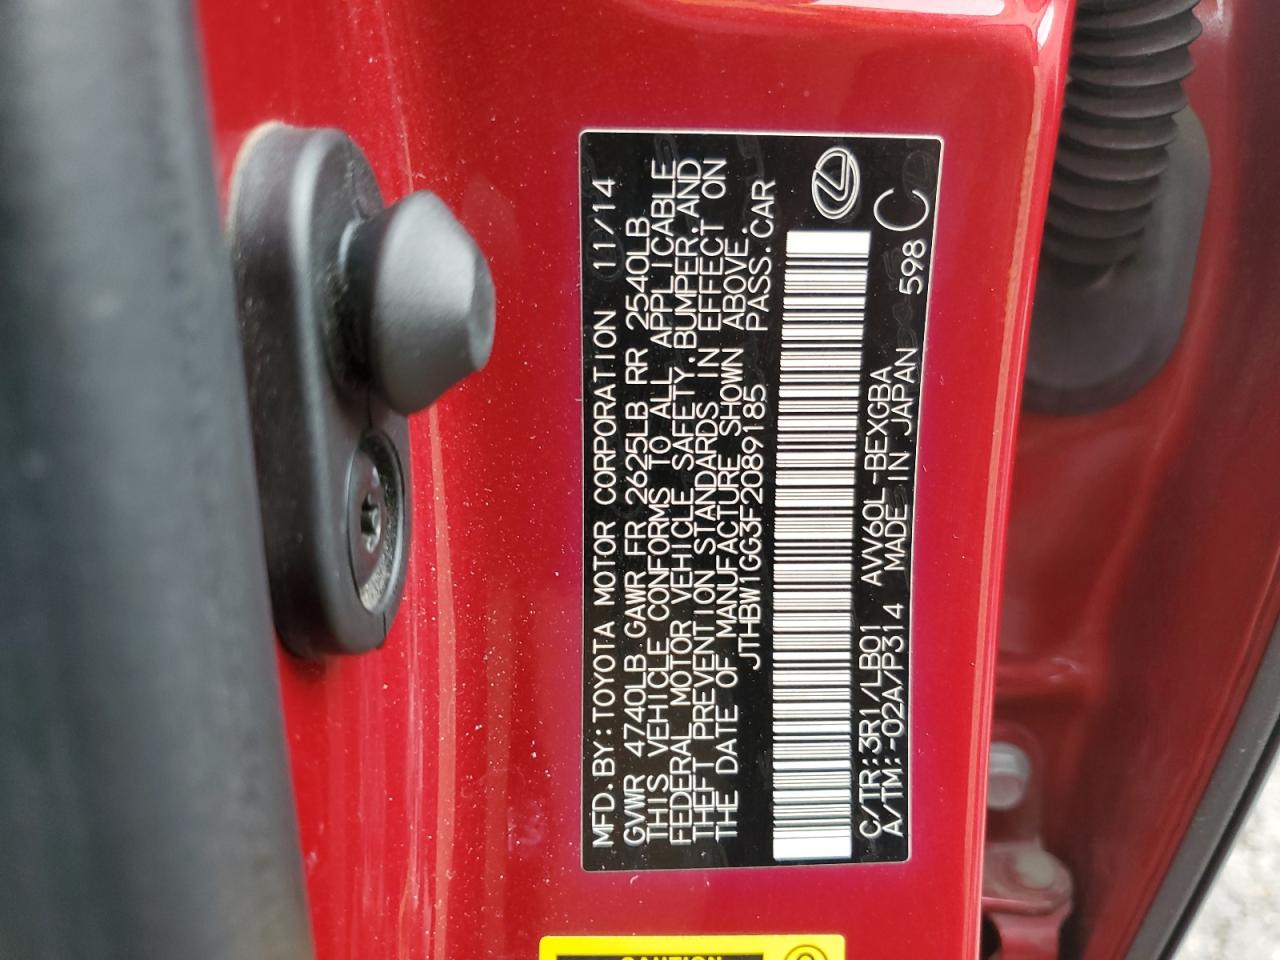 MFD.BY:TOYOTA MOTOR CORPORATION 11/14
GVWR 4740LB GAWR FR 2625LB RR 2540LB
THIS VEHICLE CONFORMS TO ALL APPLICABLE
FEDERAL MOTOR VEHICLE SAFETY,BUMPER,AND
THEFT PREVENTION STANDARDS IN EFFECT ON
THE DATE OF MANUFACTURE SHOWN ABOVE.
JTHBW1GG3F2089185 PASS.CAR
C/TR:3R1/LB01 AVV60L-BEXGBA
A/TM:-02A/P314 MADE IN JAPAN 598 C
CAUTION